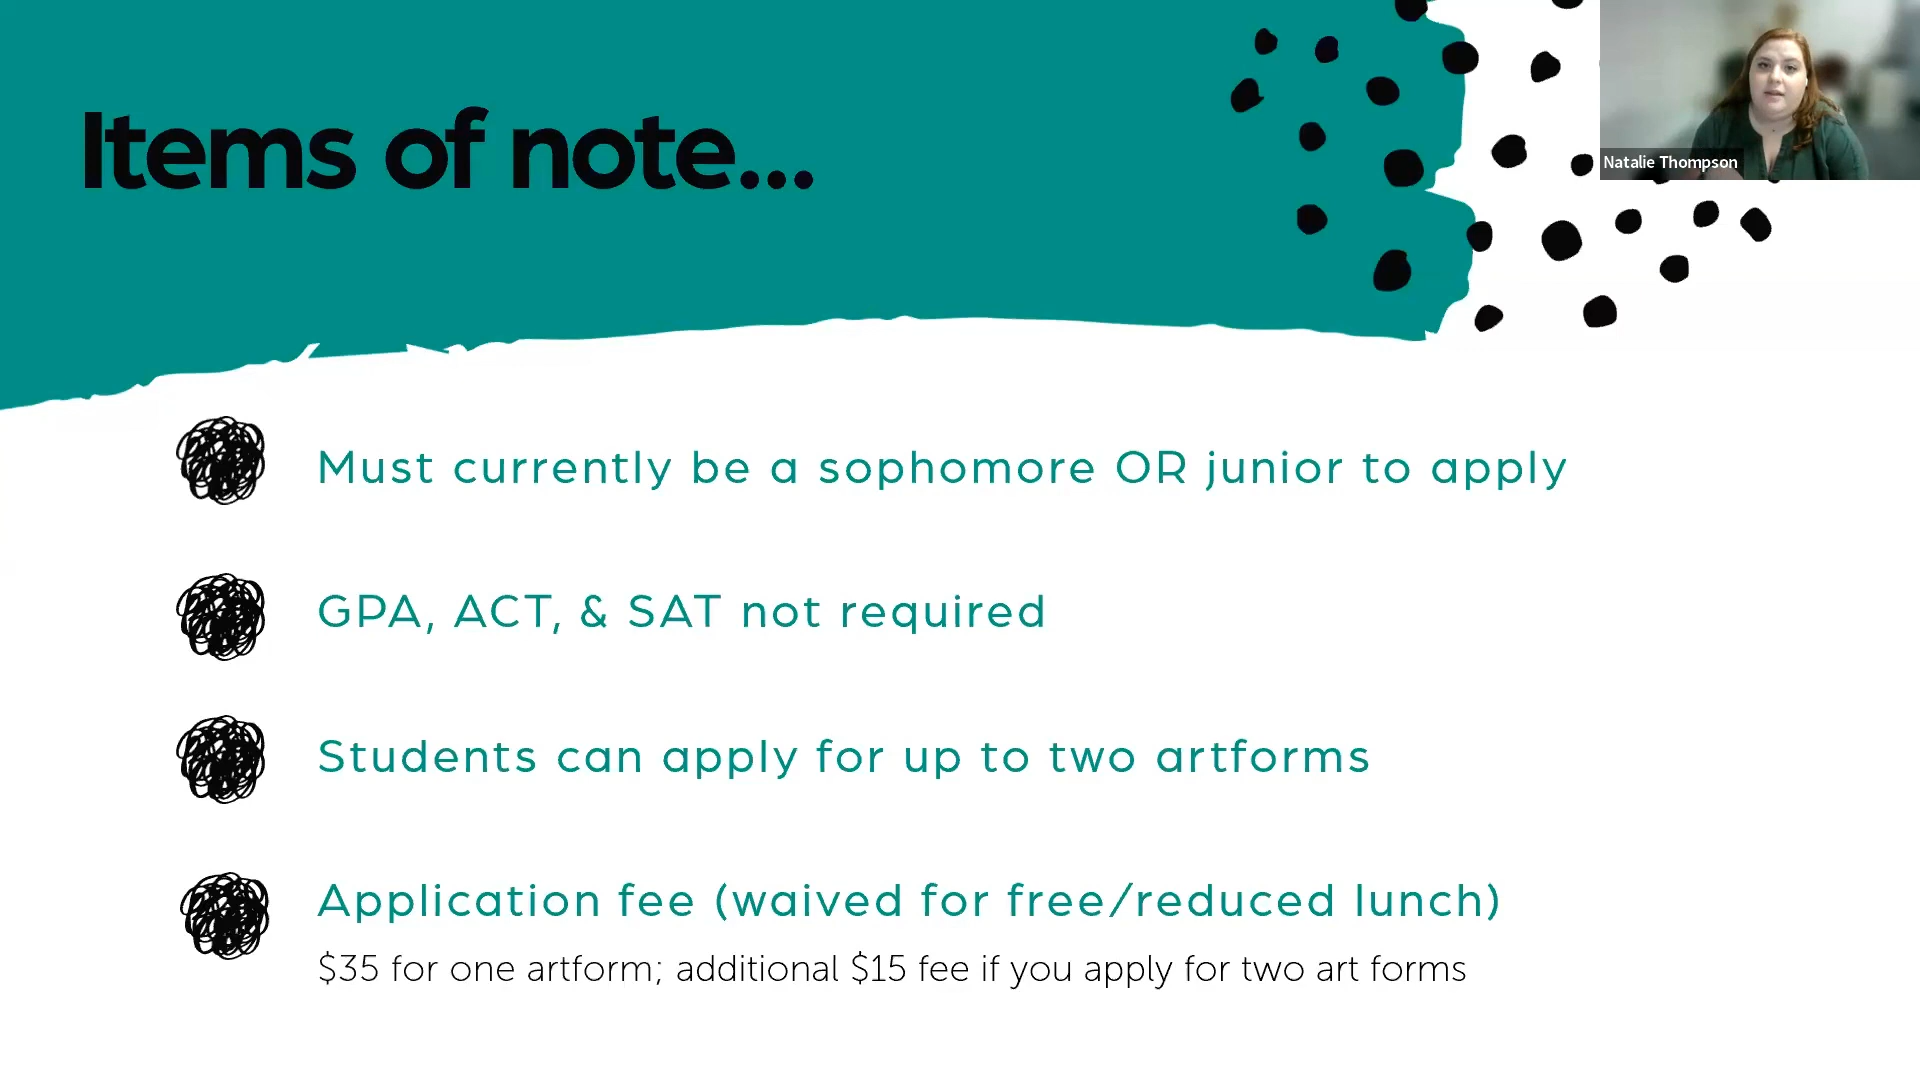 Items of note...
Natalie Thompson
Must currently be a sophomore OR junior to apply
GPA, ACT, & SAT not required
Students can apply for up to two artforms
Application fee (waived for free/reduced lunch)
$35 for one artform; additional $15 fee if you apply for two art forms